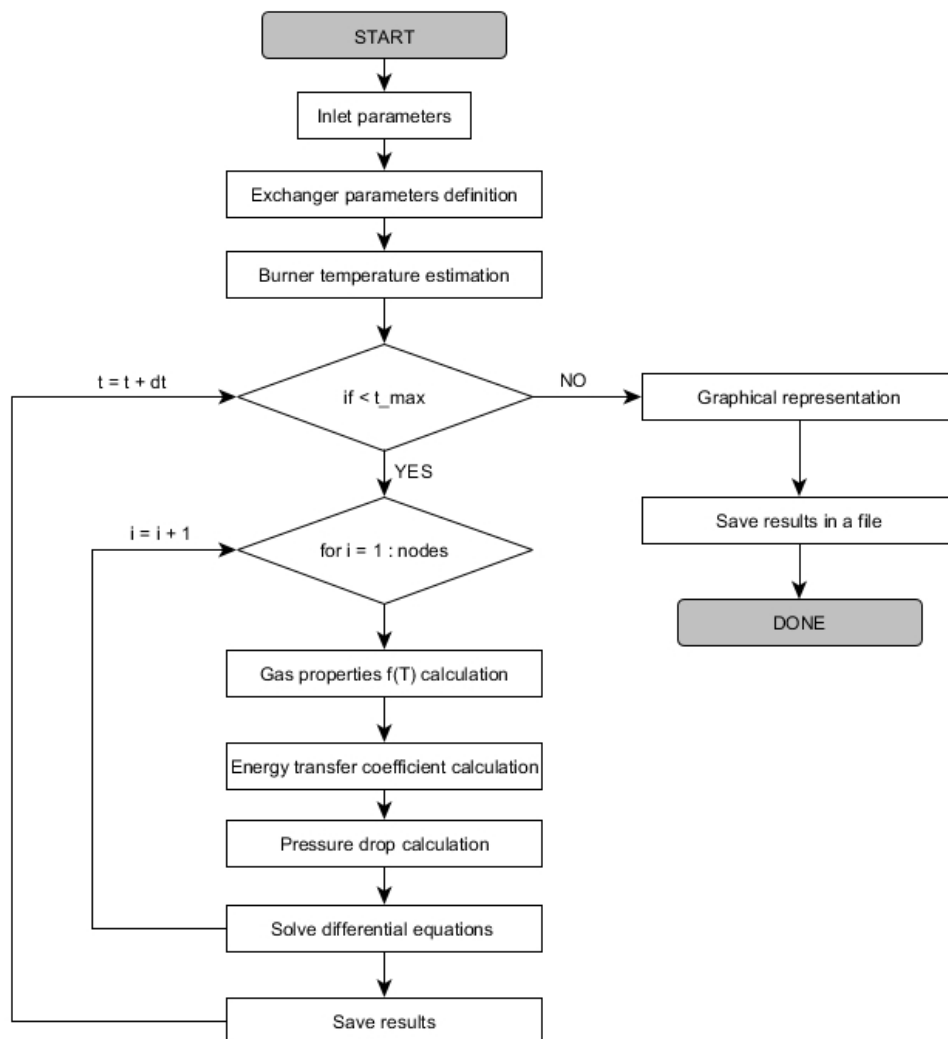 START
Inlet parameters
Exchanger parameters definition
Burner temperature estimation
t = t + dt
if < t_max
NO
Graphical representation
YES
Save results in a file
i = i + 1
for i = 1 : nodes
DONE
Gas properties f(T) calculation
Energy transfer coefficient calculation
Pressure drop calculation
Solve differential equations
Save results